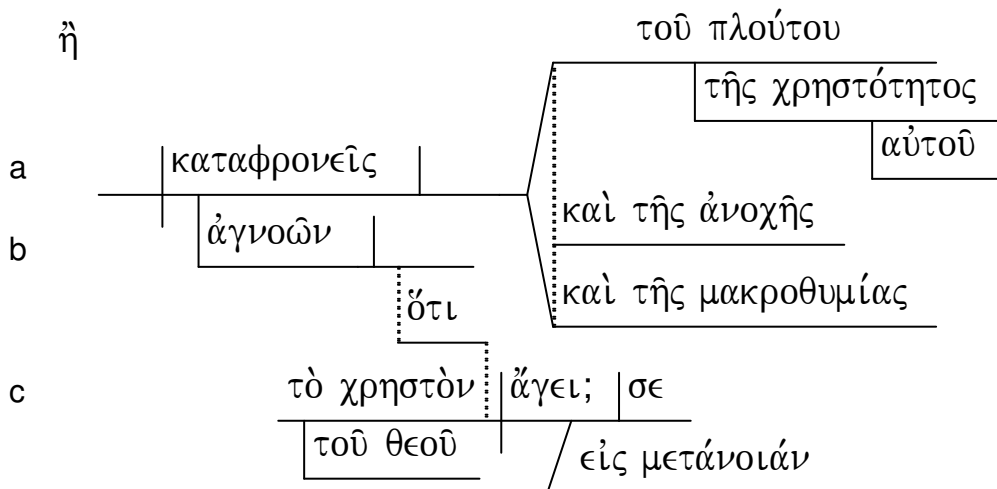 ἢ
τοῦ πλούτου
τῆς χρηστότητος
αὐτοῦ
a
καταφρονεῖς
καὶ τῆς ἀνοχῆς
b
ἀγνοῶν
καὶ τῆς μακροθυμίας
ὅτι
c
τὸ χρηστὸν ἄγει; σε
τοῦ θεοῦ
εἰς μετάνοιάν